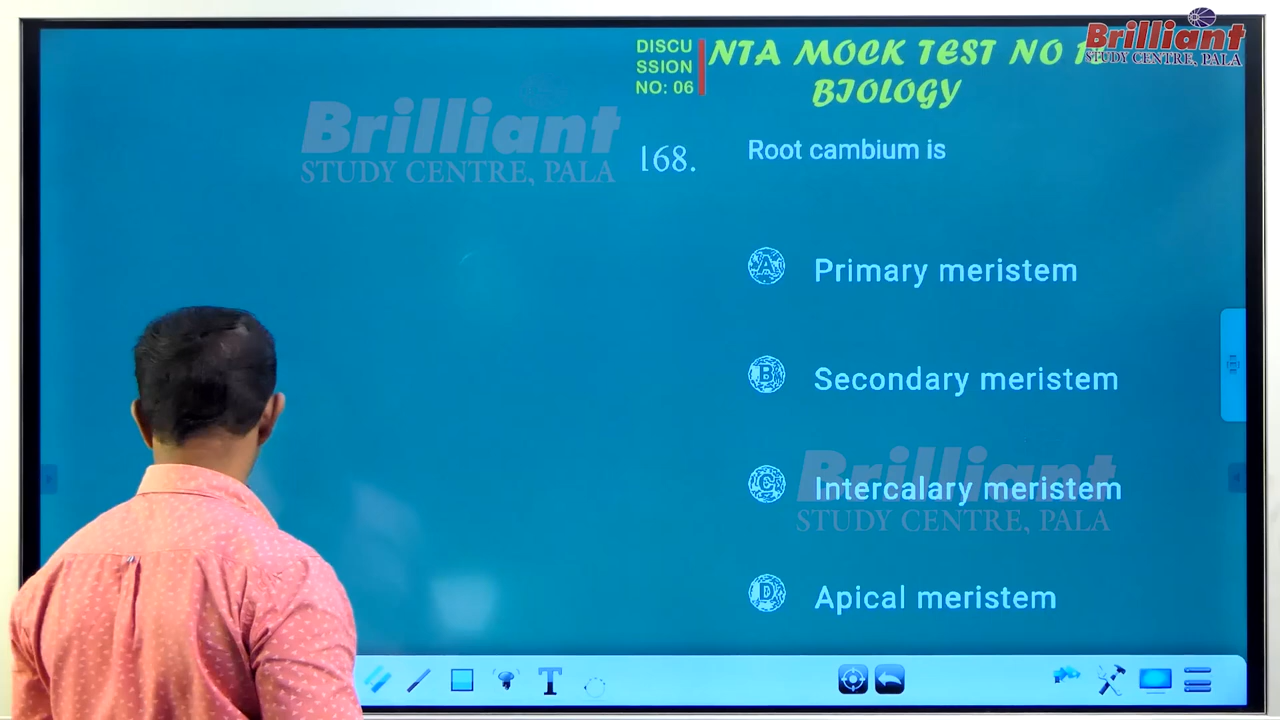 DISCU
SSION
NO: 06
NTA MOCK TEST NO
BIOLOGY
Brilliant
STUDY CENTRE, PALA
Brilliant
STUDY CENTRE, PALA
168.
Root cambium is
A
Primary meristem
B
Secondary meristem
C
Intercalary meristem
Brilliant
STUDY CENTRE, PALA
D
Apical meristem
T